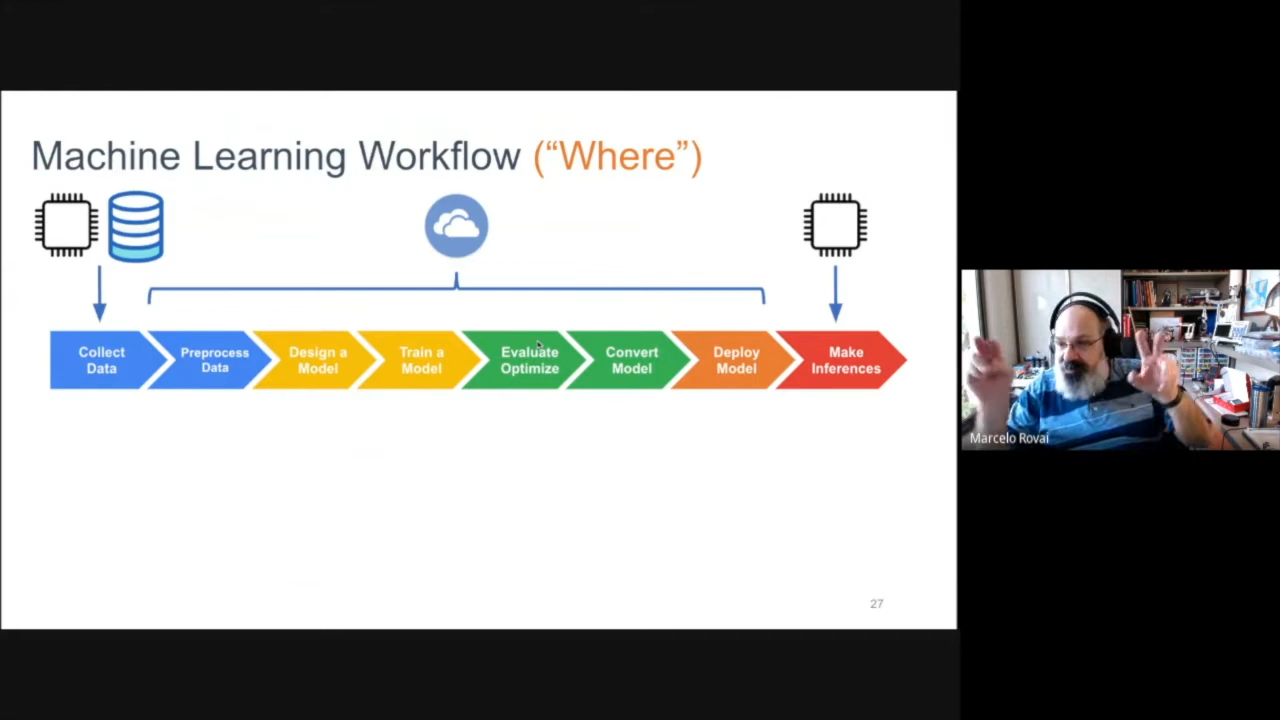 Machine Learning Workflow (“Where”)
Collect
Data
Preprocess
Data
Design a
Model
Train a
Model
Evaluate
Optimize
Convert
Model
Deploy
Model
Make
Inferences
27
Marcelo Rovai